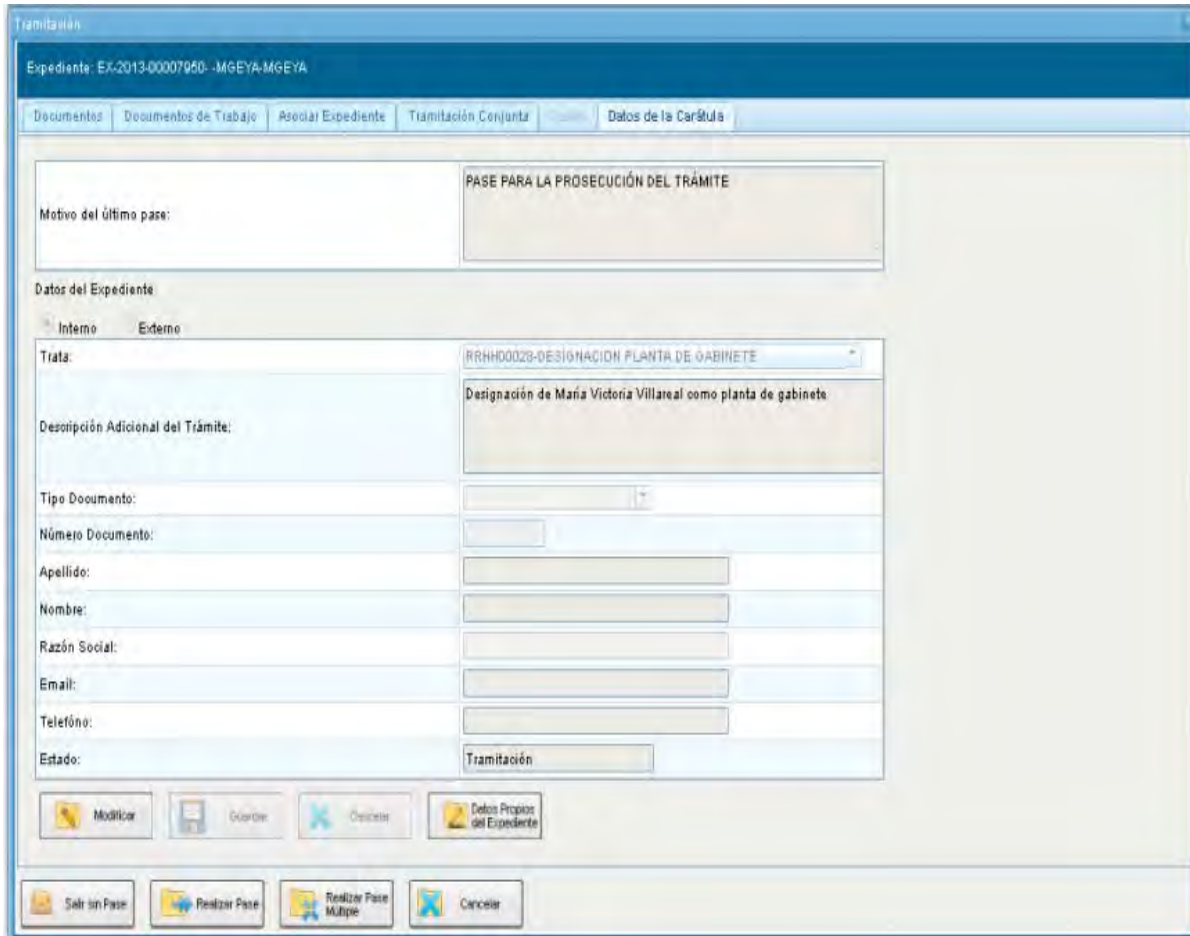 Tramitación
Expediente: EX-2013-00007950- -MGEYA-MGEYA
Documentos Documentos de Trabajo Asociar Expediente Tramitación Conjunta Datos de la Carátula
Motivo del último pase: PASE PARA LA PROSECUCIÓN DEL TRÁMITE
Datos del Expediente
Interno Externo
Trata: RRHH00028-DESIGNACION PLANTA DE GABINETE
Descripción Adicional del Trámite: Designación de María Victoria Villareal como planta de gabinete
Tipo Documento:
Número Documento:
Apellido:
Nombre:
Razón Social:
Email:
Telefóno:
Estado: Tramitación
Modificar Guardar Cancelar Datos Propios del Expediente
Salir sin Pase Realizar Pase Realizar Pase Múltiple Cancelar